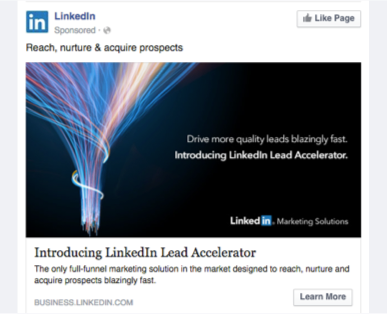 in LinkedIn
Sponsored ·
Like Page
Reach, nurture & acquire prospects
Drive more quality leads blazingly fast.
Introducing LinkedIn Lead Accelerator.
Linked in. Marketing Solutions
Introducing LinkedIn Lead Accelerator
The only full-funnel marketing solution in the market designed to reach, nurture and
acquire prospects blazingly fast.
BUSINESS.LINKEDIN.COM
Learn More